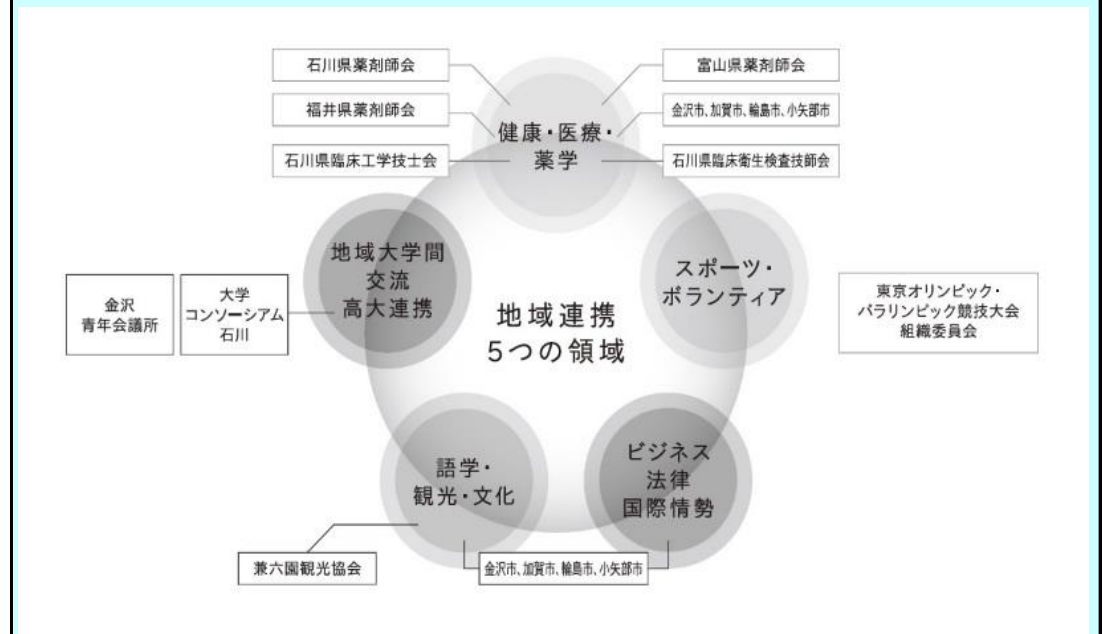 石川県薬剤師会
富山県薬剤師会
福井県薬剤師会
金沢市、加賀市、輪島市、小矢部市
石川県臨床工学技士会
石川県臨床衛生検査技師会
健康・医療・
薬学
地域大学間
交流
高大連携
スポーツ・
ボランティア
金沢
青年会議所
大学
コンソーシアム
石川
東京オリンピック・
パラリンピック競技大会
組織委員会
地域連携
5つの領域
語学・
観光・文化
ビジネス
法律
国際情勢
兼六園観光協会
金沢市、加賀市、輪島市、小矢部市